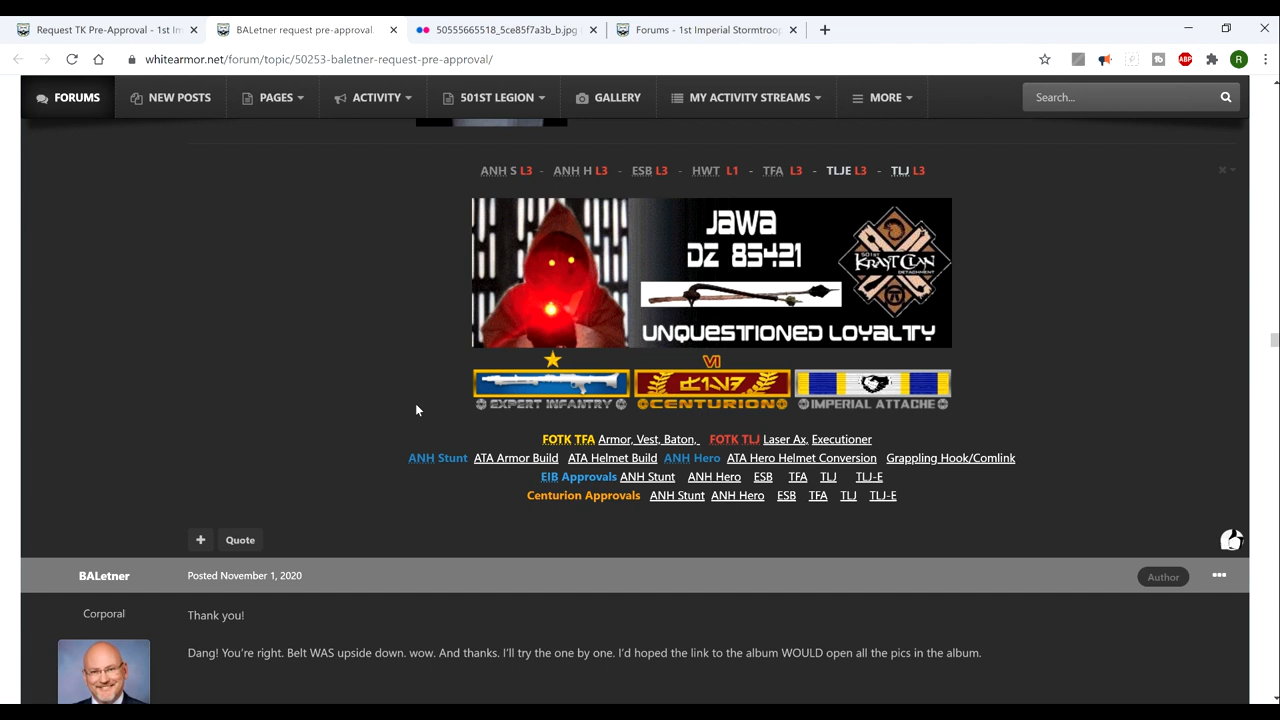 Request TK Pre-Approval - 1st Im
BALetner request pre-approval
50555665518_5ce85f7a3b_b.jpg
Forums - 1st Imperial Stormtroop
whitearmor.net/forum/topic/50253-baletner-request-pre-approval/
ABP
R
FORUMS
NEW POSTS
PAGES
ACTIVITY
501ST LEGION
GALLERY
MY ACTIVITY STREAMS
MORE
Search...
ANH S L3 - ANH H L3 - ESB L3 - HWT L1 - TFA L3 - TLJE L3 - TLJ L3
JAWA
DZ 85421
KRAYT CLAN
DETACHMENT
UNQUESTIONED LOYALTY
VI
EXPERT INFANTRY
CENTURION
IMPERIAL ATTACHE
FOTK TFA Armor, Vest, Baton, FOTK TLJ Laser Ax, Executioner
ANH Stunt ATA Armor Build ATA Helmet Build ANH Hero ATA Hero Helmet Conversion Grappling Hook/Comlink
EIB Approvals ANH Stunt ANH Hero ESB TFA TLJ TLJ-E
Centurion Approvals ANH Stunt ANH Hero ESB TFA TLJ TLJ-E
+ Quote
BALetner
Posted November 1, 2020
Author
Corporal
Thank you!
Dang! You're right. Belt WAS upside down. wow. And thanks. I'll try the one by one. I'd hoped the link to the album WOULD open all the pics in the album.